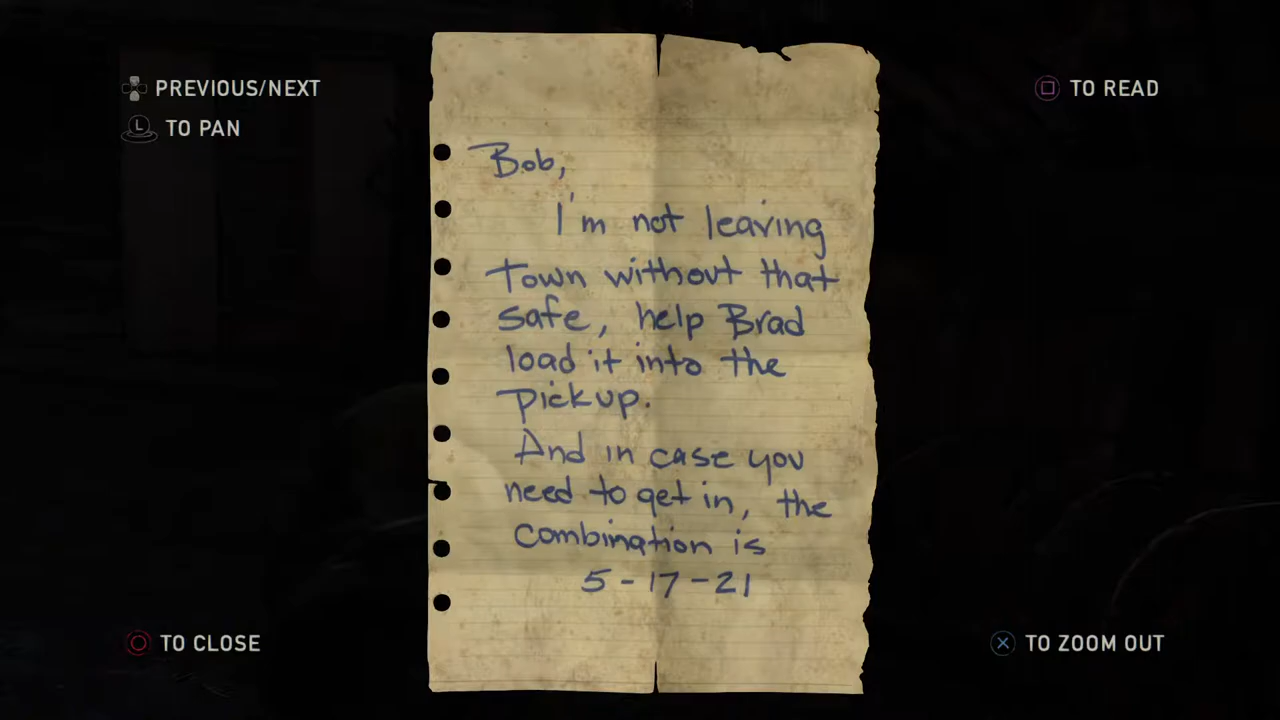 PREVIOUS/NEXT
L TO PAN
TO READ
Bob,
I'm not leaving
Town without that
safe, help Brad
load it into the
pickup.
And in case you
need to get in, the
combination is
5-17-21
TO CLOSE
TO ZOOM OUT